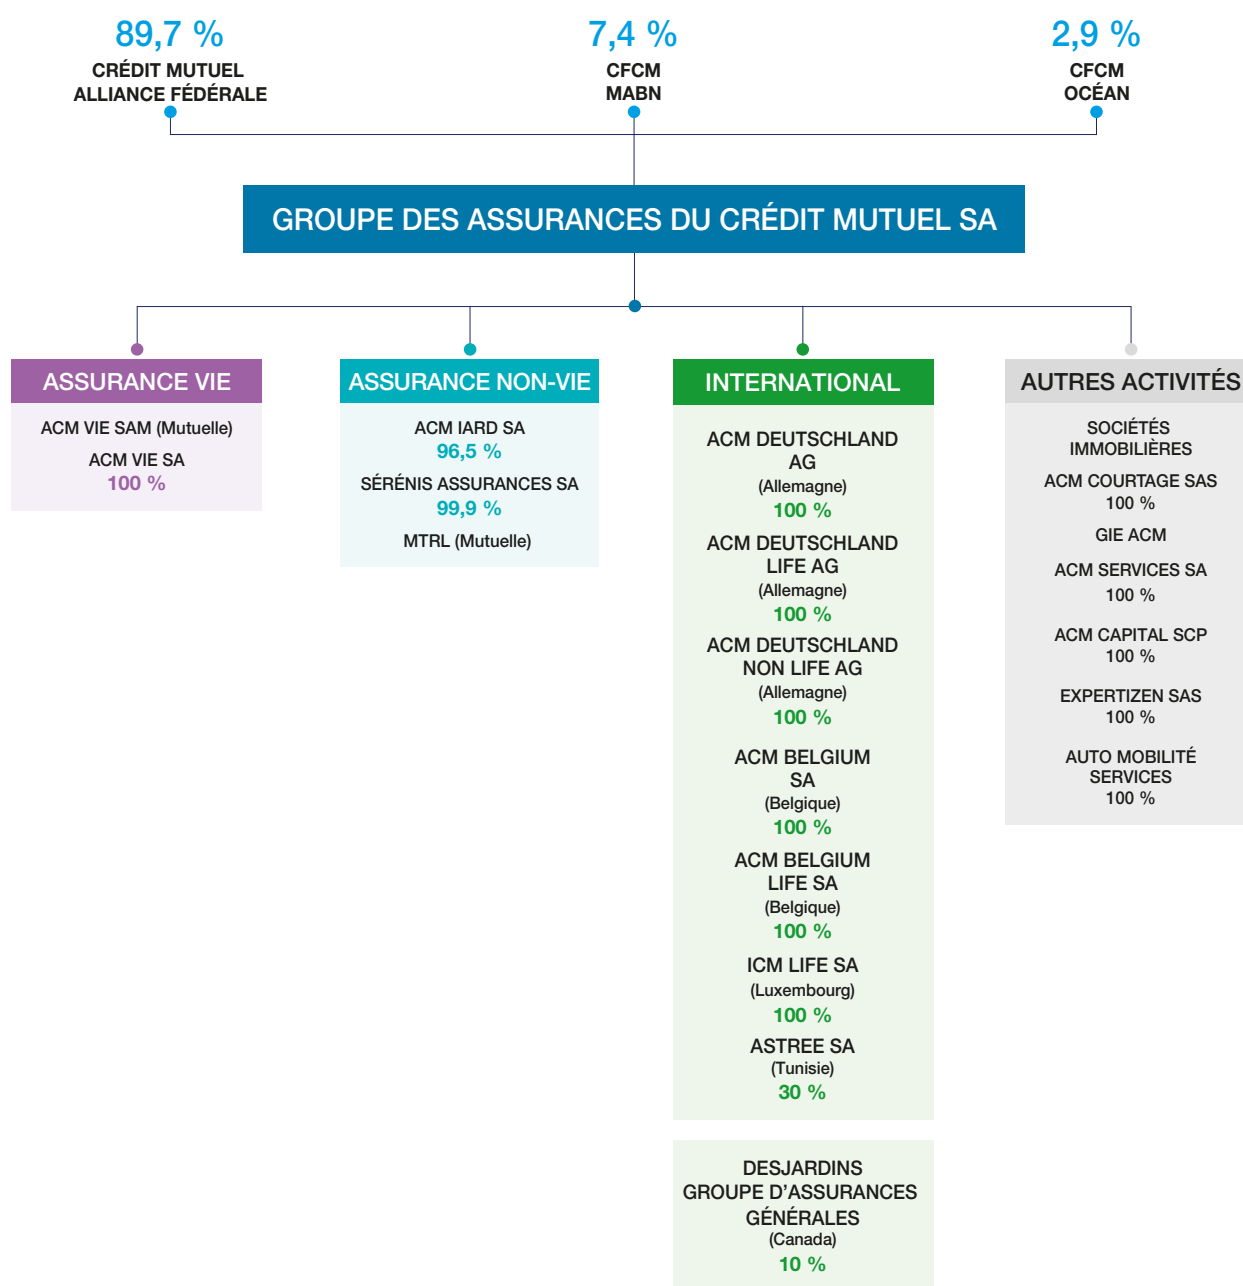 89,7 %
CRÉDIT MUTUEL
ALLIANCE FÉDÉRALE
7,4 %
CFCM
MABN
2,9 %
CFCM
OCÉAN
GROUPE DES ASSURANCES DU CRÉDIT MUTUEL SA
ASSURANCE VIE
ACM VIE SAM (Mutuelle)
ACM VIE SA
100 %
ASSURANCE NON-VIE
ACM IARD SA
96,5 %
SÉRÉNIS ASSURANCES SA
99,9 %
MTRL (Mutuelle)
INTERNATIONAL
ACM DEUTSCHLAND
AG
(Allemagne)
100 %
ACM DEUTSCHLAND
LIFE AG
(Allemagne)
100 %
ACM DEUTSCHLAND
NON LIFE AG
(Allemagne)
100 %
ACM BELGIUM
SA
(Belgique)
100 %
ACM BELGIUM
LIFE SA
(Belgique)
100 %
ICM LIFE SA
(Luxembourg)
100 %
ASTREE SA
(Tunisie)
30 %
DESJARDINS
GROUPE D'ASSURANCES
GÉNÉRALES
(Canada)
10 %
AUTRES ACTIVITÉS
SOCIÉTÉS
IMMOBILIÈRES
ACM COURTAGE SAS
100 %
GIE ACM
ACM SERVICES SA
100 %
ACM CAPITAL SCP
100 %
EXPERTIZEN SAS
100 %
AUTO MOBILITÉ
SERVICES
100 %